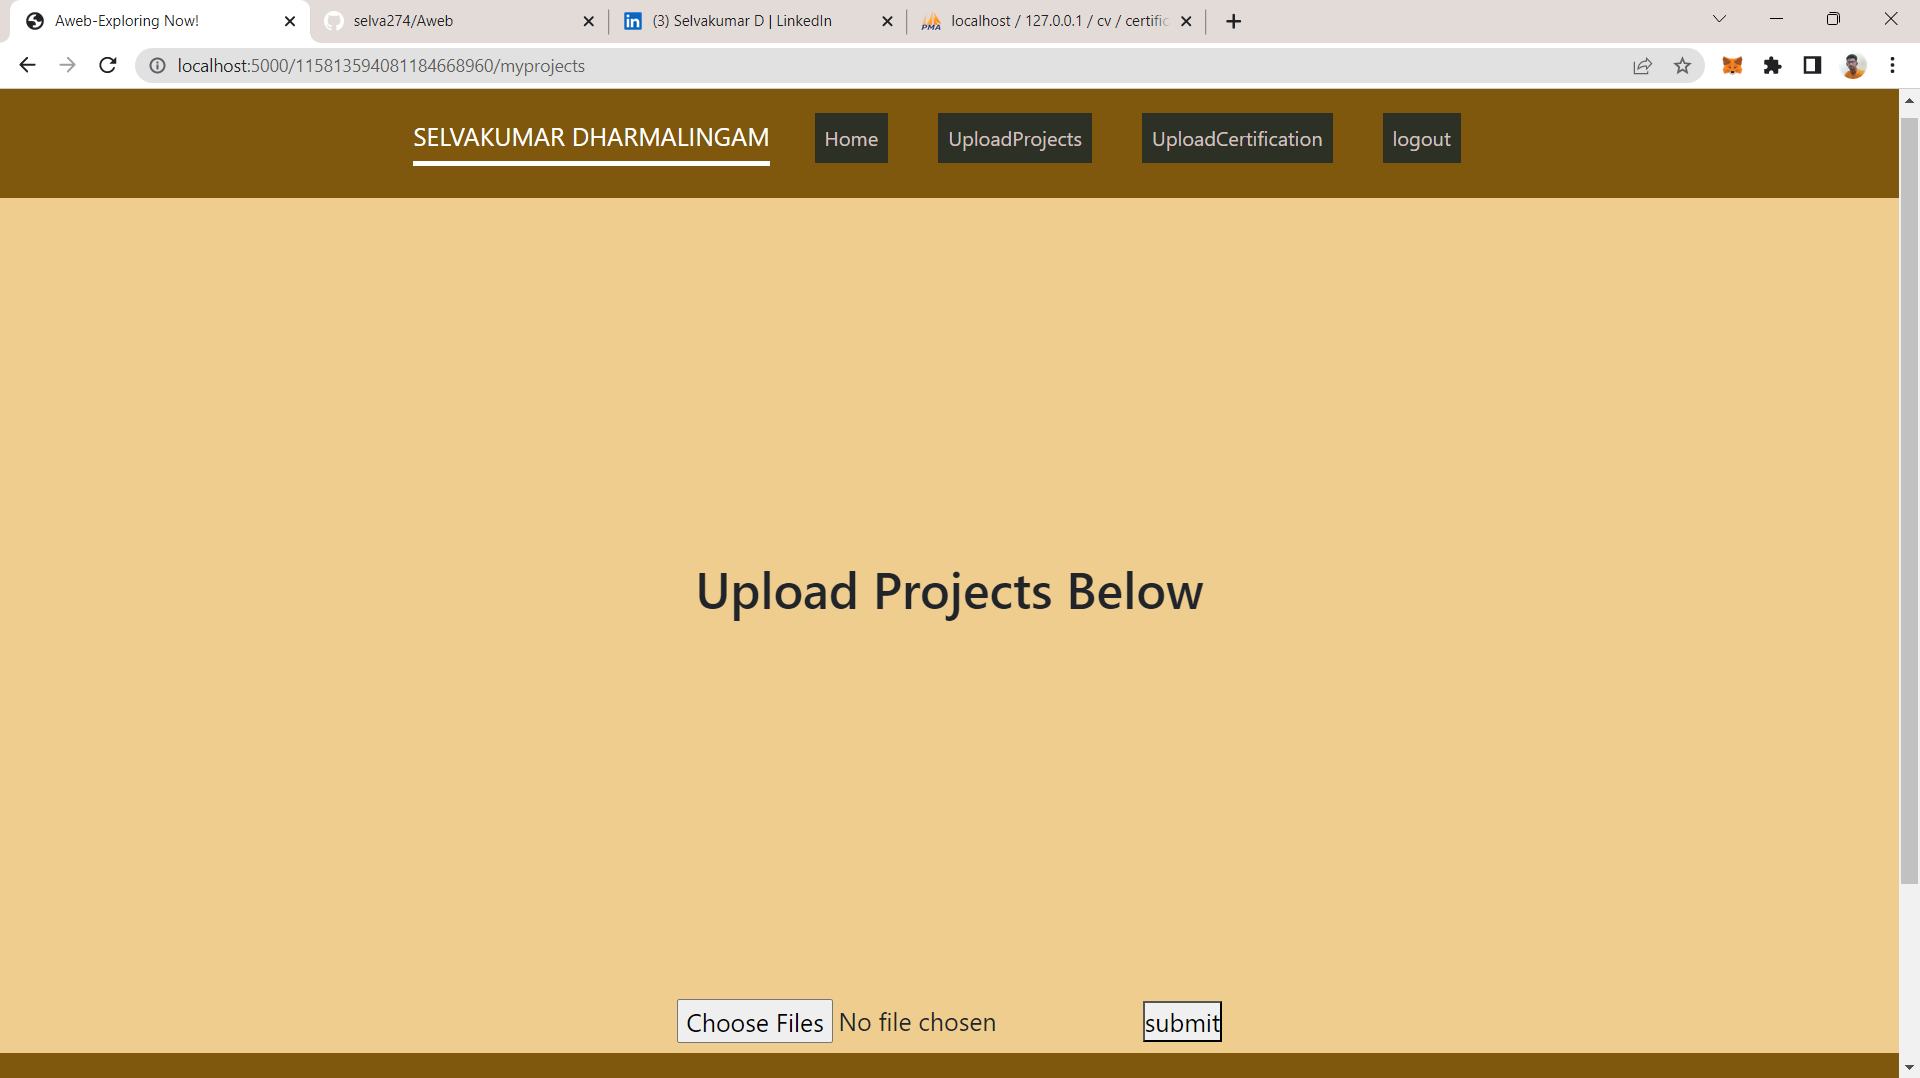 Aweb-Exploring Now!
selva274/Aweb
(3) Selvakumar D | LinkedIn
localhost / 127.0.0.1 / cv / certific
localhost:5000/115813594081184668960/myprojects
SELVAKUMAR DHARMALINGAM
Home
UploadProjects
UploadCertification
logout
Upload Projects Below
Choose Files No file chosen
submit